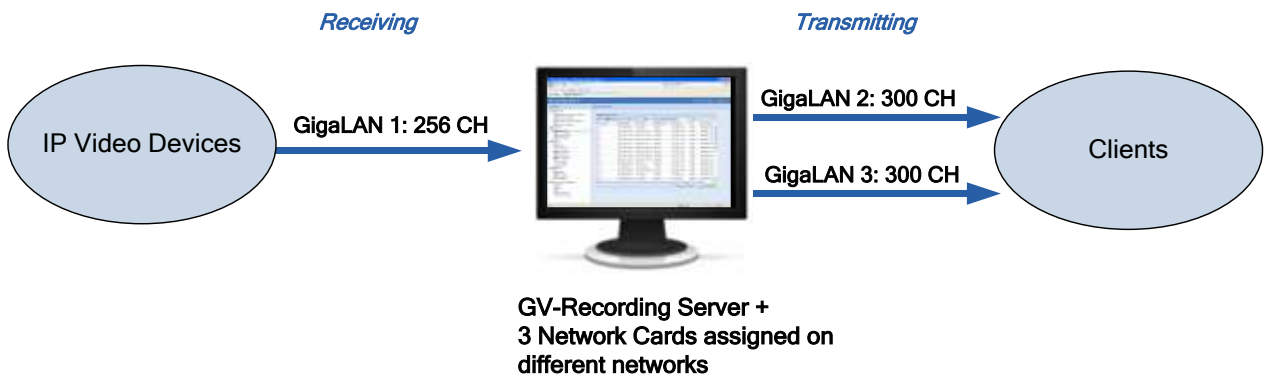 Receiving
Transmitting
IP Video Devices
GigaLAN 1: 256 CH
GigaLAN 2: 300 CH
GigaLAN 3: 300 CH
Clients
GV-Recording Server +
3 Network Cards assigned on
different networks